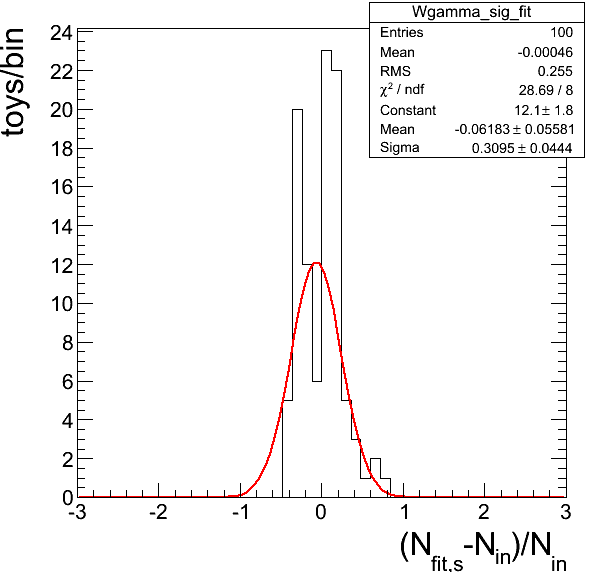 Wgamma_sig_fit
Entries 100
Mean -0.00046
RMS 0.255
χ² / ndf 28.69 / 8
Constant 12.1 ± 1.8
Mean -0.06183 ± 0.05581
Sigma 0.3095 ± 0.0444
toys/bin
24
22
20
18
16
14
12
10
8
6
4
2
0
-3 -2 -1 0 1 2 3
(N_fit,s-N_in)/N_in